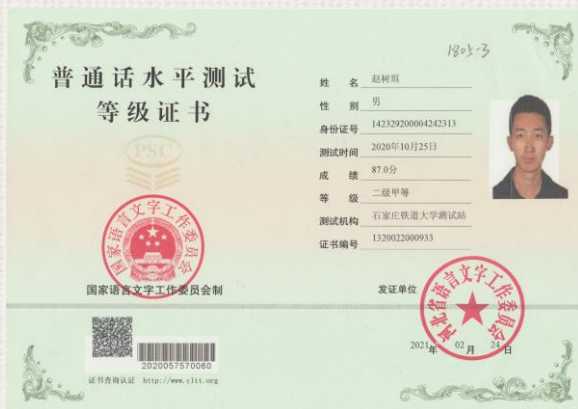 1805-3
普通话水平测试
等级证书
PSC
国家语言文字工作委员会
国家语言文字工作委员会制
2020057570060
证书查询认证 http://www.cltt.org
姓 名 赵柯琪
性 别 男
身份证号 142329200004242313
测试时间 2020年10月25日
成 绩 87.0分
等 级 二级甲等
测试机构 石家庄铁道大学测试站
证书编号 1320022000933
发证单位
河北省语言文字工作委员会
2021年 02月 24日